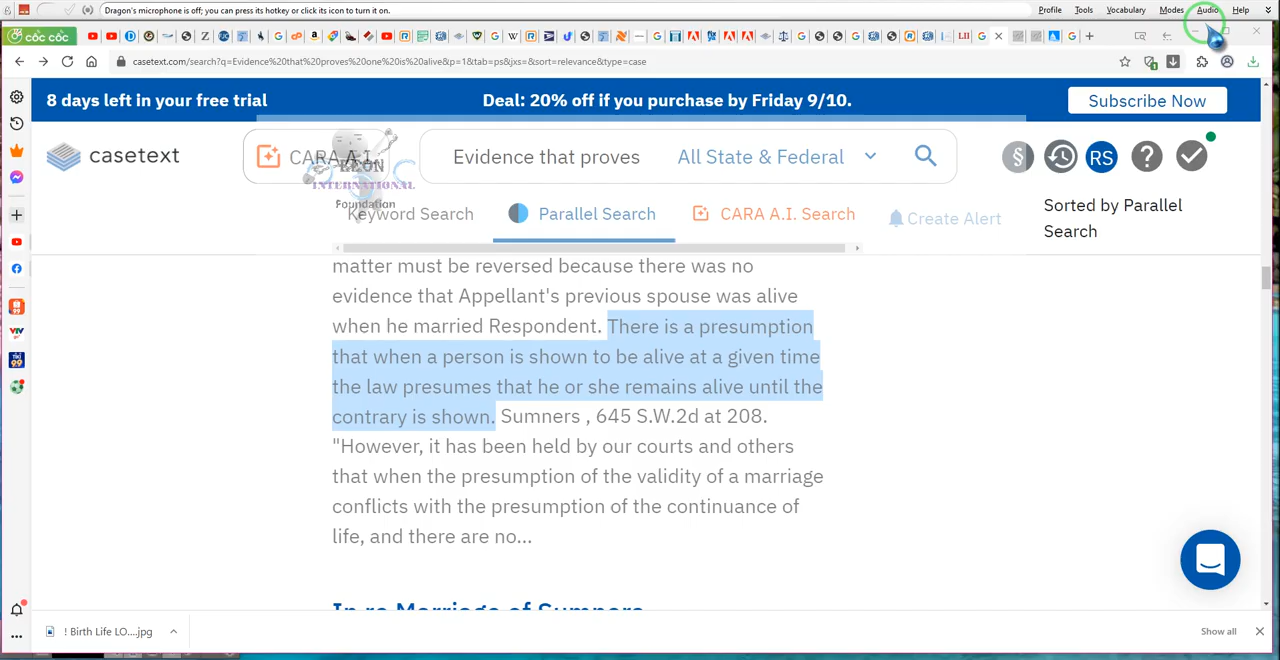 Dragon's microphone is off; you can press its hotkey or click its icon to turn it on.
Profile Tools Vocabulary Modes Audio Help
cốc cốc
casetext.com/search?q=Evidence%20that%20proves%20one%20is%20alive&p=1&tab=ps&jxs=&sort=relevance&type=case
8 days left in your free trial
Deal: 20% off if you purchase by Friday 9/10.
Subscribe Now
casetext
CARA A.I.
Evidence that proves
All State & Federal
§
RS
?
INTERNATIONAL
Foundation
Keyword Search
Parallel Search
CARA A.I. Search
Create Alert
Sorted by Parallel
Search
matter must be reversed because there was no
evidence that Appellant's previous spouse was alive
when he married Respondent. There is a presumption
that when a person is shown to be alive at a given time
the law presumes that he or she remains alive until the
contrary is shown. Sumners , 645 S.W.2d at 208.
"However, it has been held by our courts and others
that when the presumption of the validity of a marriage
conflicts with the presumption of the continuance of
life, and there are no...
In re Marriage of Sumners
! Birth Life LO....jpg
Show all